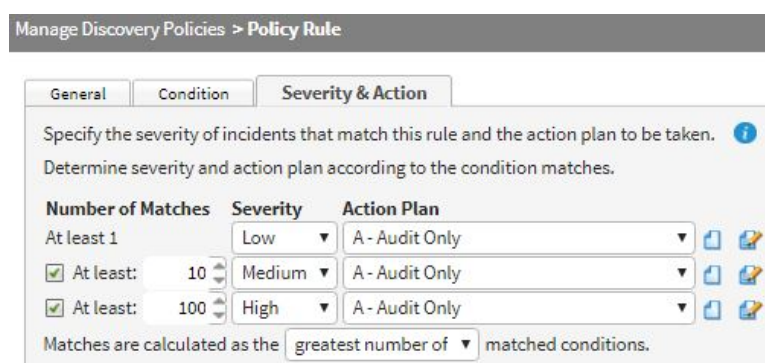 Manage Discovery Policies > Policy Rule
General Condition Severity & Action
Specify the severity of incidents that match this rule and the action plan to be taken. i
Determine severity and action plan according to the condition matches.
Number of Matches Severity Action Plan
At least 1 Low A - Audit Only
At least: 10 Medium A - Audit Only
At least: 100 High A - Audit Only
Matches are calculated as the greatest number of matched conditions.